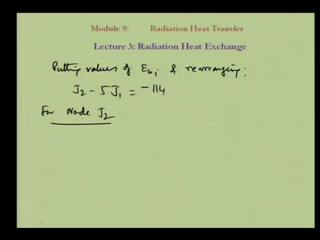 Module 9: Radiation Heat Transfer
Lecture 3: Radiation Heat Exchange
Putting values of Ebi & rearranging:
J2 - 5J1 = -114
For Node J2